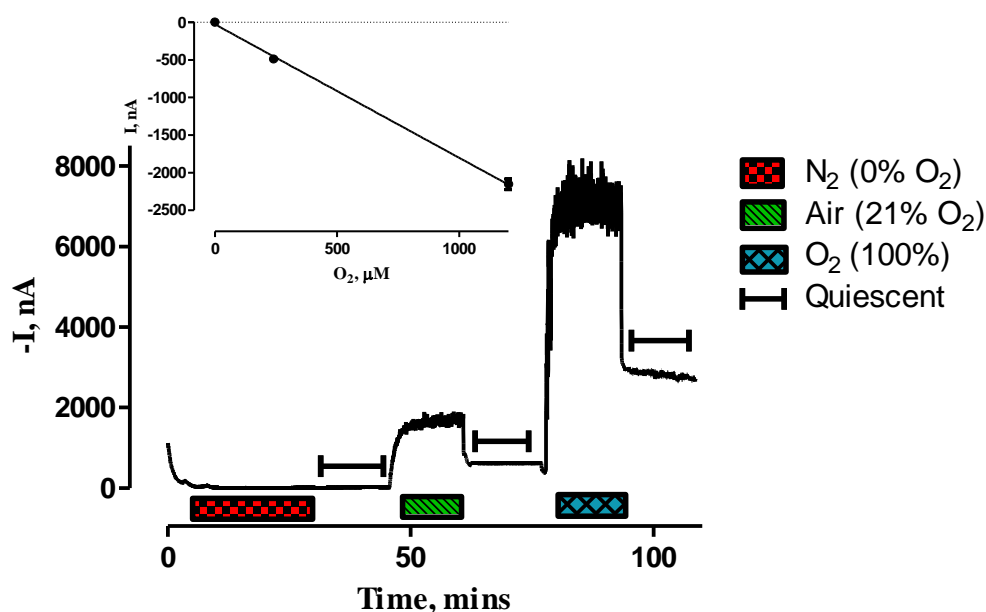 0
-500
-1000
-1500
-2000
-2500
I, nA
0 500 1000
O₂, µM
8000
6000
4000
2000
0
-I, nA
0 50 100
Time, mins
N₂ (0% O₂)
Air (21% O₂)
O₂ (100%)
Quiescent